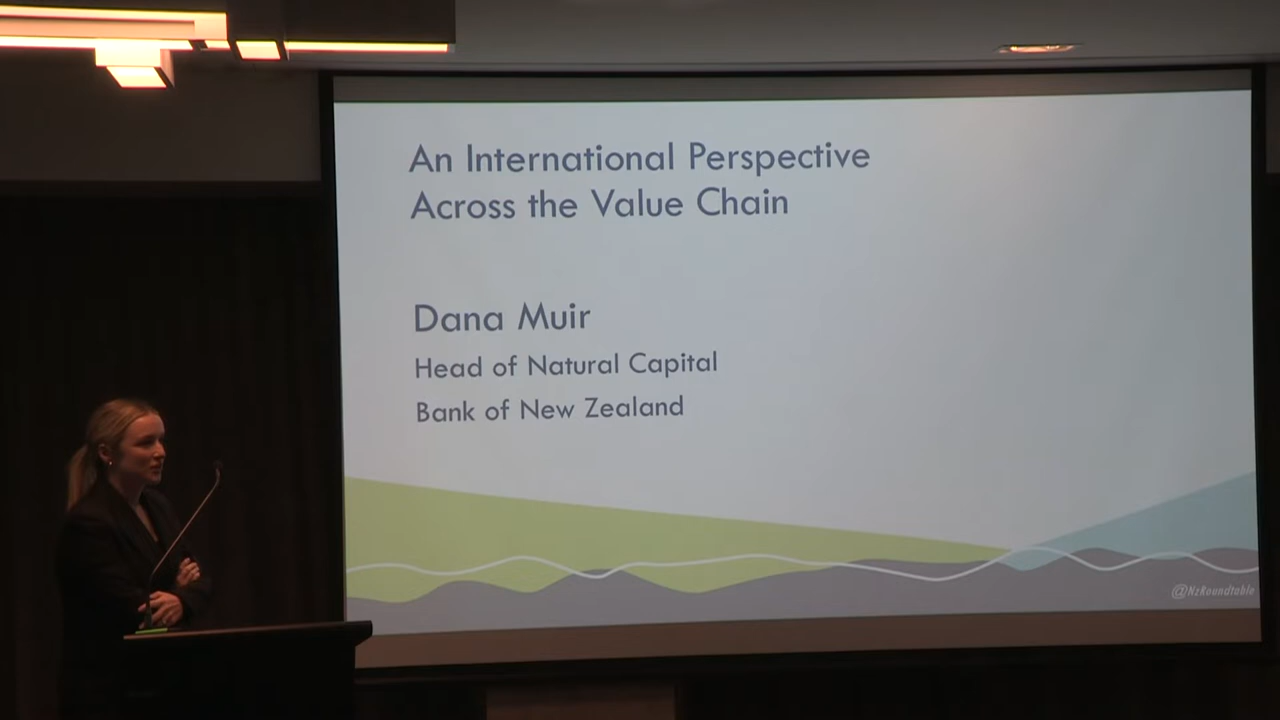 An International Perspective
Across the Value Chain
Dana Muir
Head of Natural Capital
Bank of New Zealand
@NzRoundtable